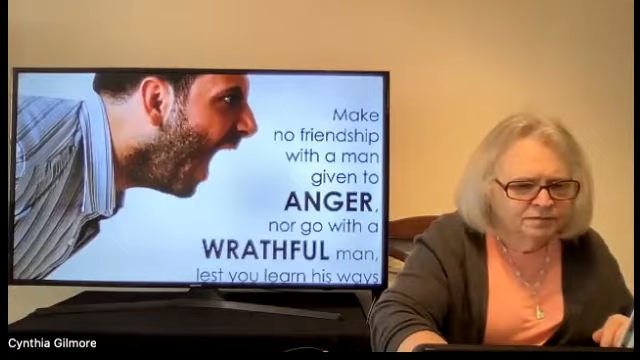 Make
no friendship
with a man
given to
ANGER,
nor go with a
WRATHFUL man,
lest you learn his ways
Cynthia Gilmore